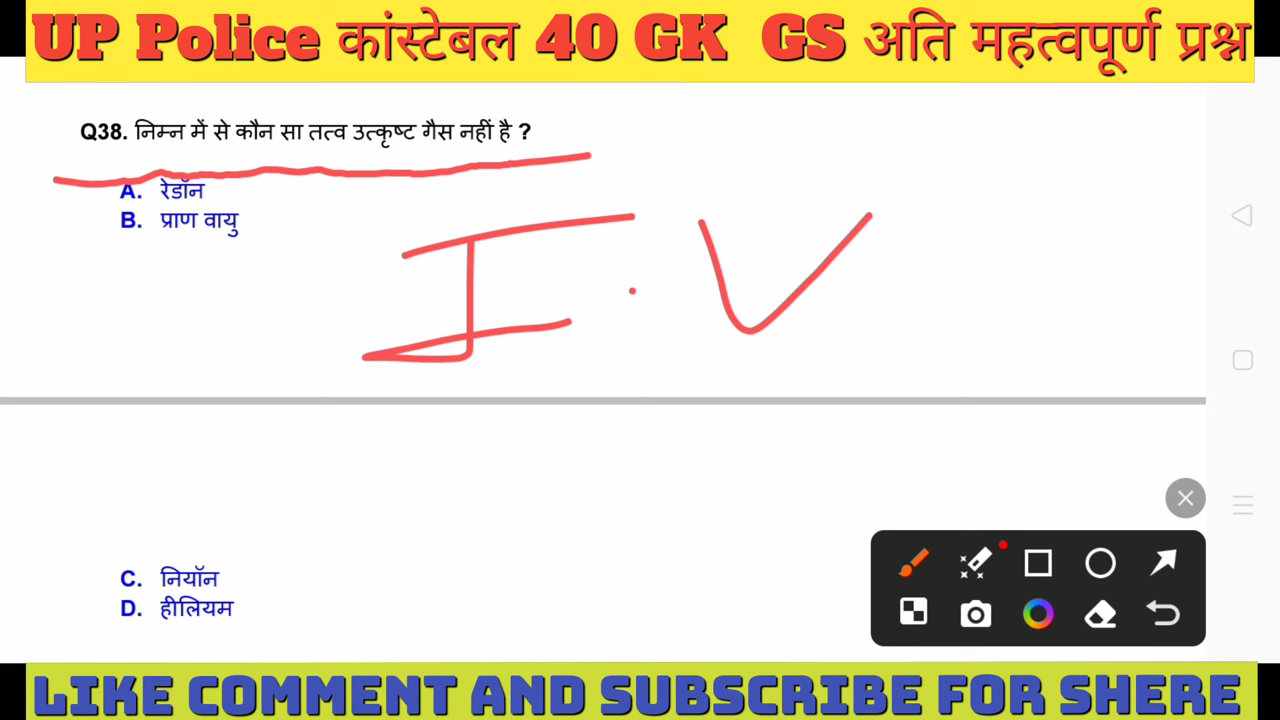 UP Police कांस्टेबल 40 GK GS अति महत्वपूर्ण प्रश्न
Q38. निम्न में से कौन सा तत्व उत्कृष्ट गैस नहीं है ?
A. रेडॉन
B. प्राण वायु
I . V
C. नियॉन
D. हीलियम
LIKE COMMENT AND SUBSCRIBE FOR SHERE